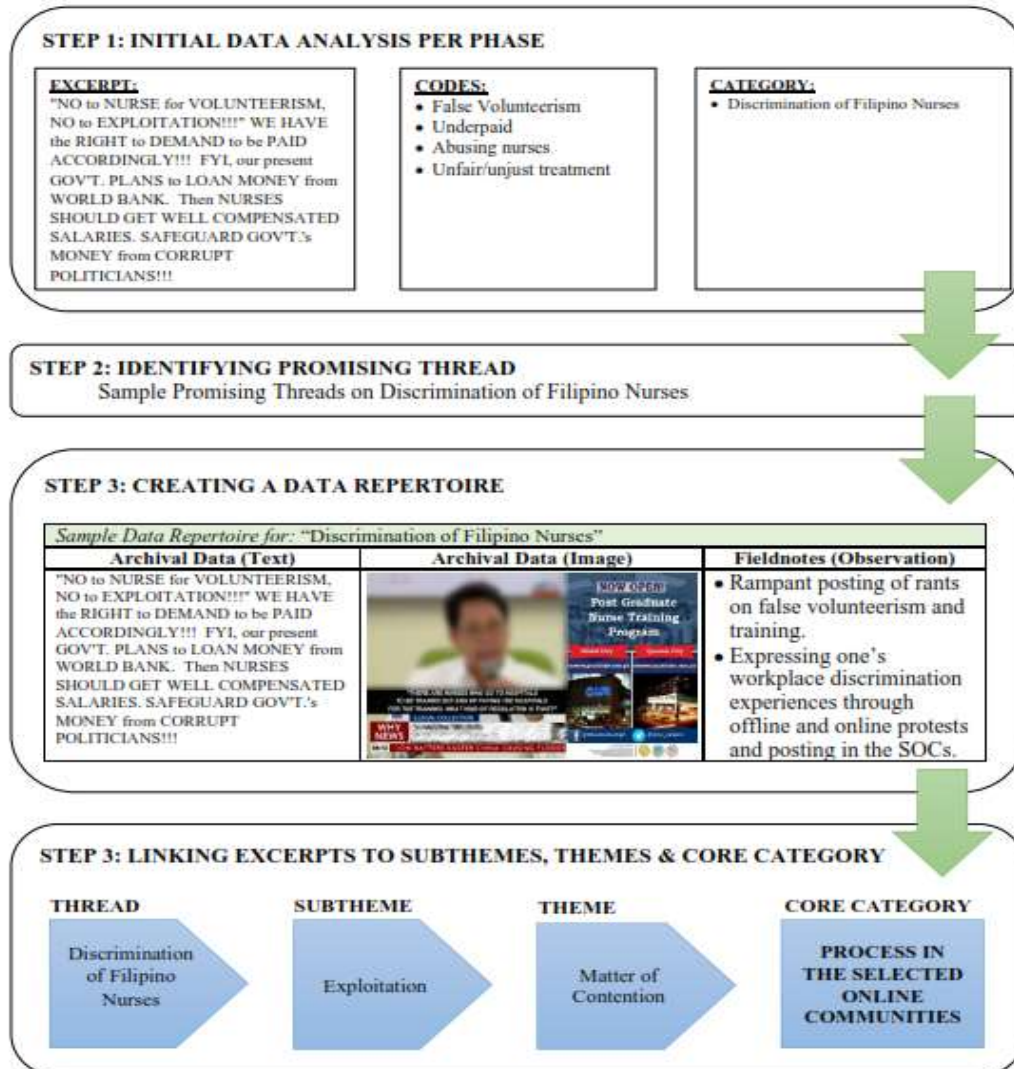 STEP 1: INITIAL DATA ANALYSIS PER PHASE
EXCERPT:
"NO to NURSE for VOLUNTEERISM,
NO to EXPLOITATION!!!" WE HAVE
the RIGHT to DEMAND to be PAID
ACCORDINGLY!!! FYI, our present
GOV'T. PLANS to LOAN MONEY from
WORLD BANK. Then NURSES
SHOULD GET WELL COMPENSATED
SALARIES. SAFEGUARD GOV'T.'s
MONEY from CORRUPT
POLITICIANS!!!
CODES:
• False Volunteerism
• Underpaid
• Abusing nurses
• Unfair/unjust treatment
CATEGORY:
• Discrimination of Filipino Nurses
STEP 2: IDENTIFYING PROMISING THREAD
Sample Promising Threads on Discrimination of Filipino Nurses
STEP 3: CREATING A DATA REPERTOIRE
Sample Data Repertoire for: “Discrimination of Filipino Nurses”
Archival Data (Text)
"NO to NURSE for VOLUNTEERISM,
NO to EXPLOITATION!!!" WE HAVE
the RIGHT to DEMAND to be PAID
ACCORDINGLY!!! FYI, our present
GOV'T. PLANS to LOAN MONEY from
WORLD BANK. Then NURSES
SHOULD GET WELL COMPENSATED
SALARIES. SAFEGUARD GOV'T.'s
MONEY from CORRUPT
POLITICIANS!!!
Archival Data (Image)
"THERE ARE NURSES WHO GO TO HOSPITALS
WHY
NEWS
NOW OPEN!
Post Graduate
Nurse Training
Program
Fieldnotes (Observation)
• Rampant posting of rants
on false volunteerism and
training.
• Expressing one’s
workplace discrimination
experiences through
offline and online protests
and posting in the SOCs.
STEP 3: LINKING EXCERPTS TO SUBTHEMES, THEMES & CORE CATEGORY
THREAD
Discrimination
of Filipino
Nurses
SUBTHEME
Exploitation
THEME
Matter of
Contention
CORE CATEGORY
PROCESS IN
THE SELECTED
ONLINE
COMMUNITIES